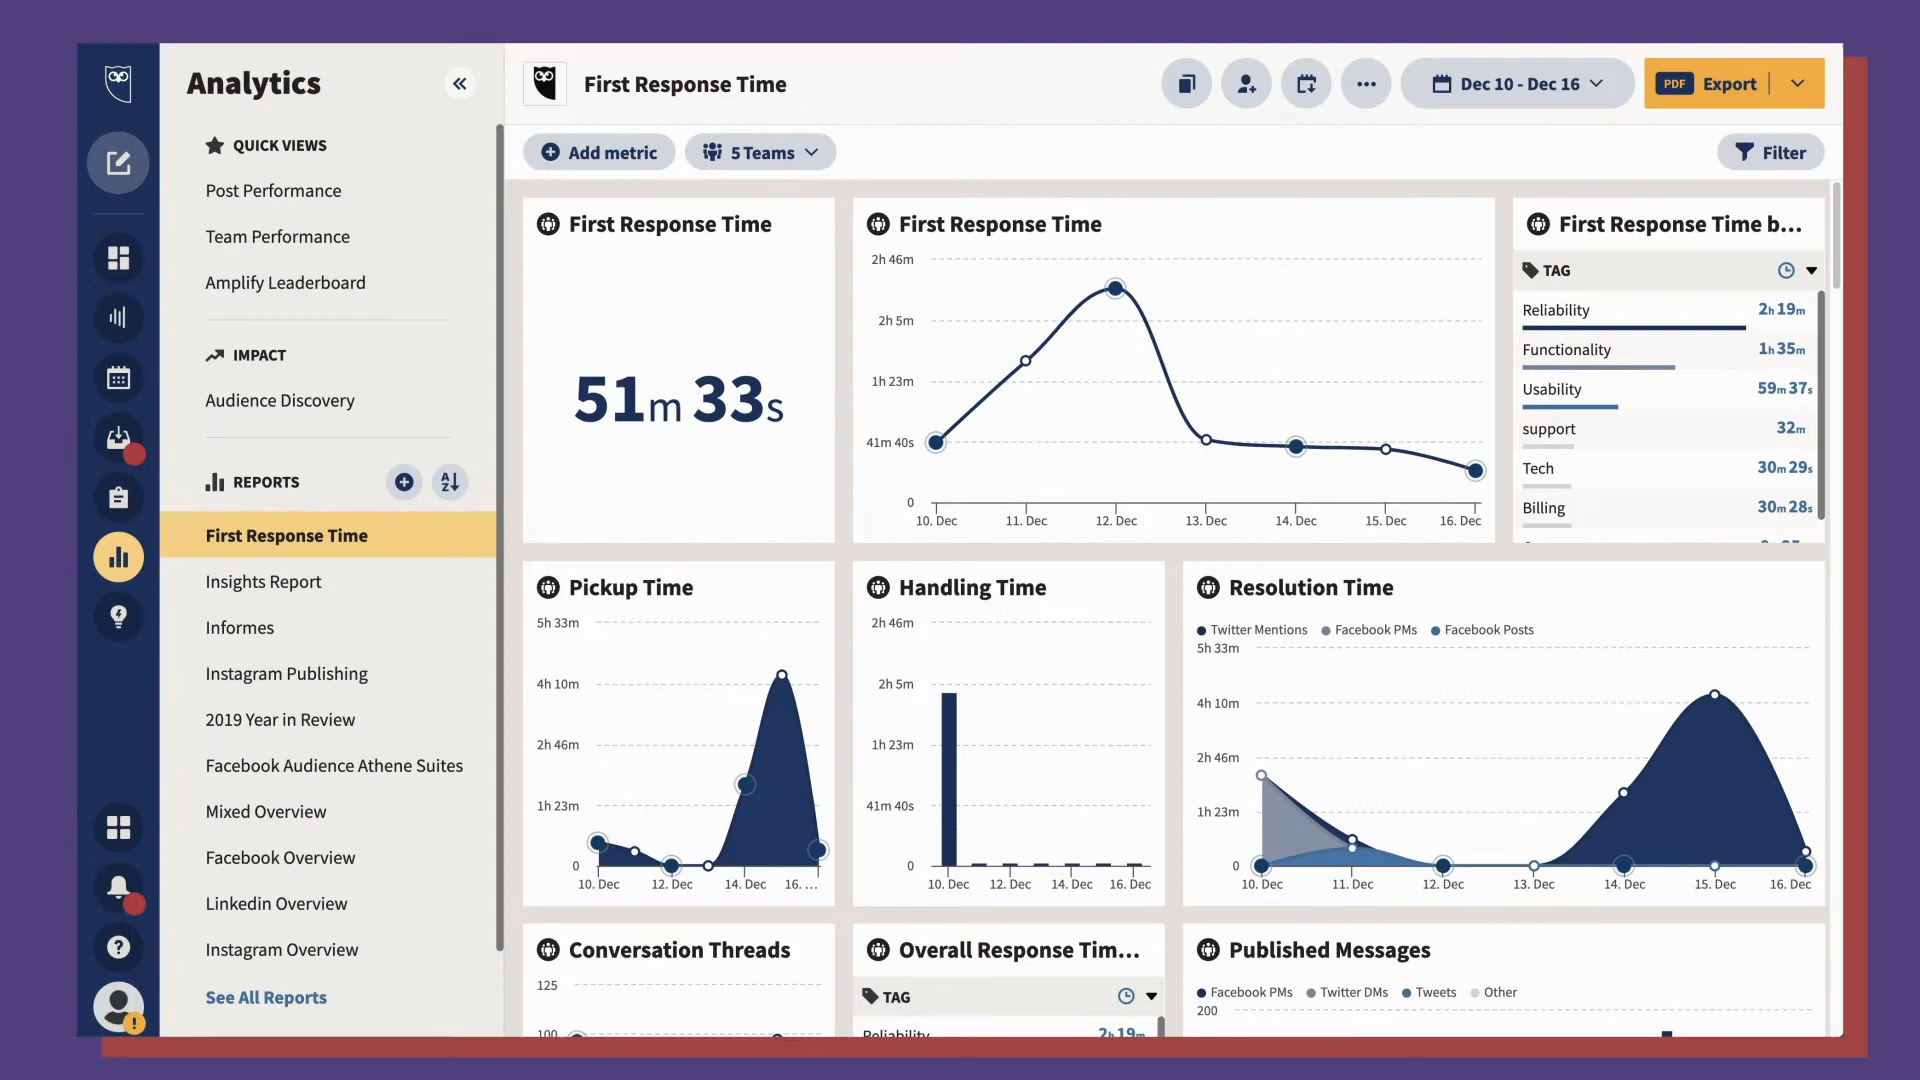 Analytics
QUICK VIEWS
Post Performance
Team Performance
Amplify Leaderboard
IMPACT
Audience Discovery
REPORTS
A
Z
First Response Time
Insights Report
Informes
Instagram Publishing
2019 Year in Review
Facebook Audience Athene Suites
Mixed Overview
Facebook Overview
Linkedin Overview
Instagram Overview
See All Reports
First Response Time
Dec 10 - Dec 16
PDF Export
Add metric
5 Teams
Filter
First Response Time
51m 33s
First Response Time
2h 46m
2h 5m
1h 23m
41m 40s
0
10. Dec 11. Dec 12. Dec 13. Dec 14. Dec 15. Dec 16. Dec
First Response Time b...
TAG
Reliability 2h 19m
Functionality 1h 35m
Usability 59m 37s
support 32m
Tech 30m 29s
Billing 30m 28s
Pickup Time
5h 33m
4h 10m
2h 46m
1h 23m
0
10. Dec 12. Dec 14. Dec 16. ...
Handling Time
2h 46m
2h 5m
1h 23m
41m 40s
0
10. Dec 12. Dec 14. Dec 16. Dec
Resolution Time
Twitter Mentions Facebook PMs Facebook Posts
5h 33m
4h 10m
2h 46m
1h 23m
0
10. Dec 11. Dec 12. Dec 13. Dec 14. Dec 15. Dec 16. Dec
Conversation Threads
125
100
Overall Response Tim...
TAG
Reliability 2h 19m
Published Messages
Facebook PMs Twitter DMs Tweets Other
200